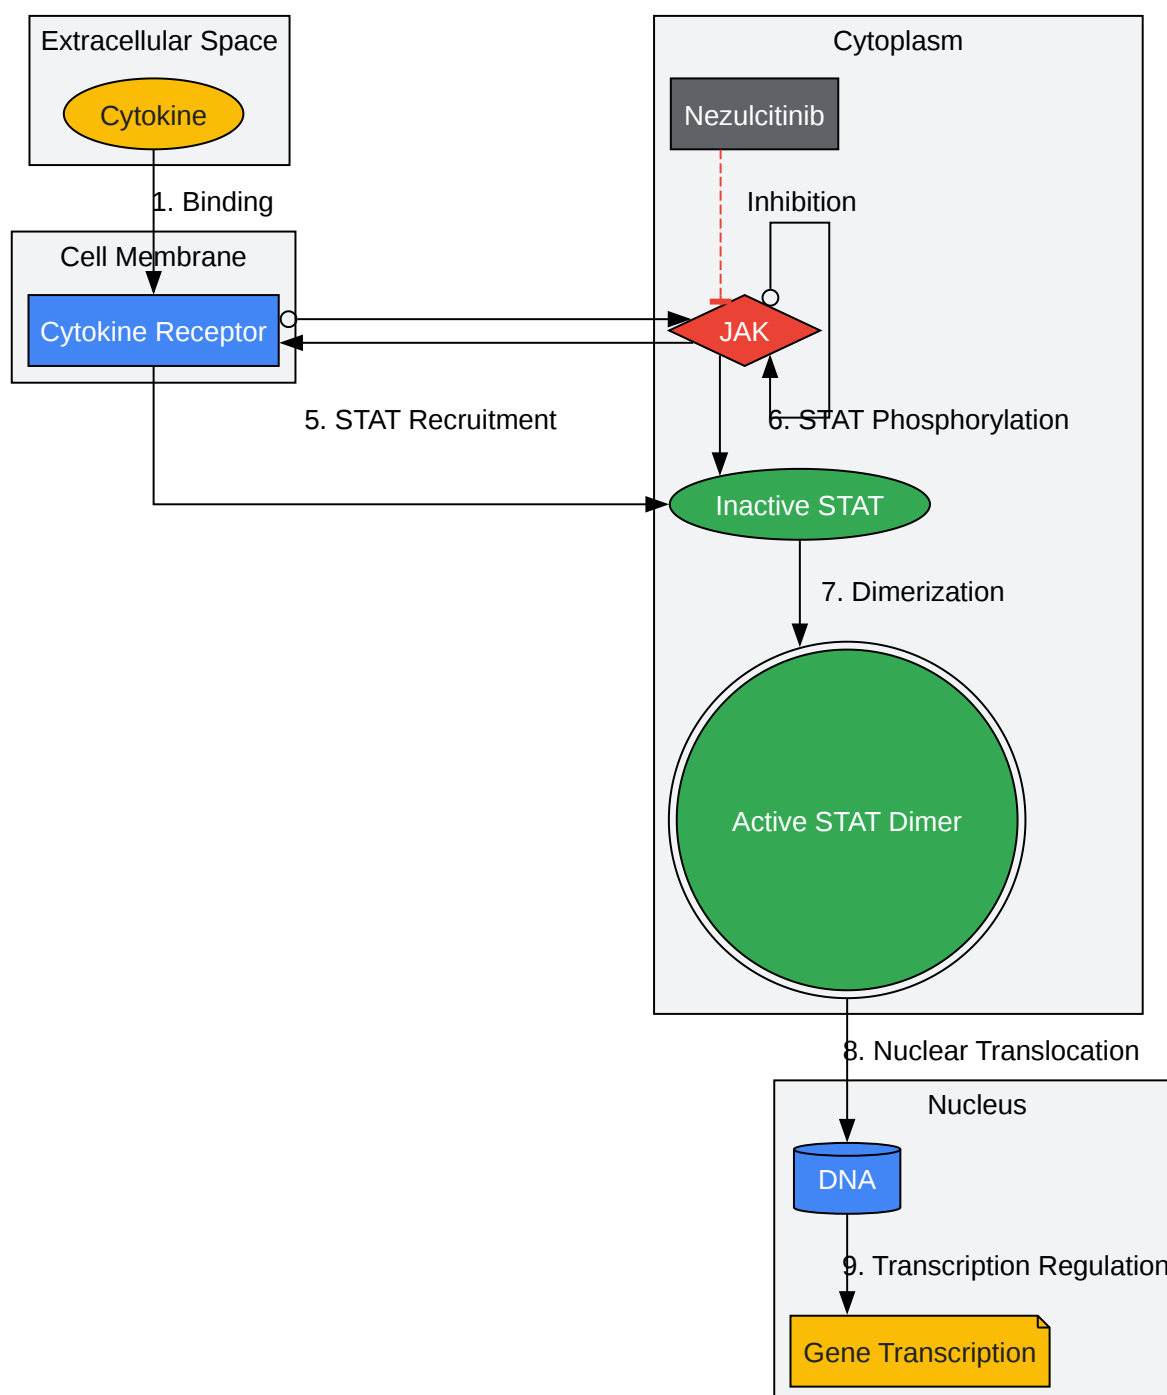 Extracellular Space
Cytoplasm
Cytokine
Nezulcitinib
1. Binding
Inhibition
Cell Membrane
Cytokine Receptor
JAK
5. STAT Recruitment
6. STAT Phosphorylation
Inactive STAT
7. Dimerization
Active STAT Dimer
8. Nuclear Translocation
Nucleus
DNA
9. Transcription Regulation
Gene Transcription